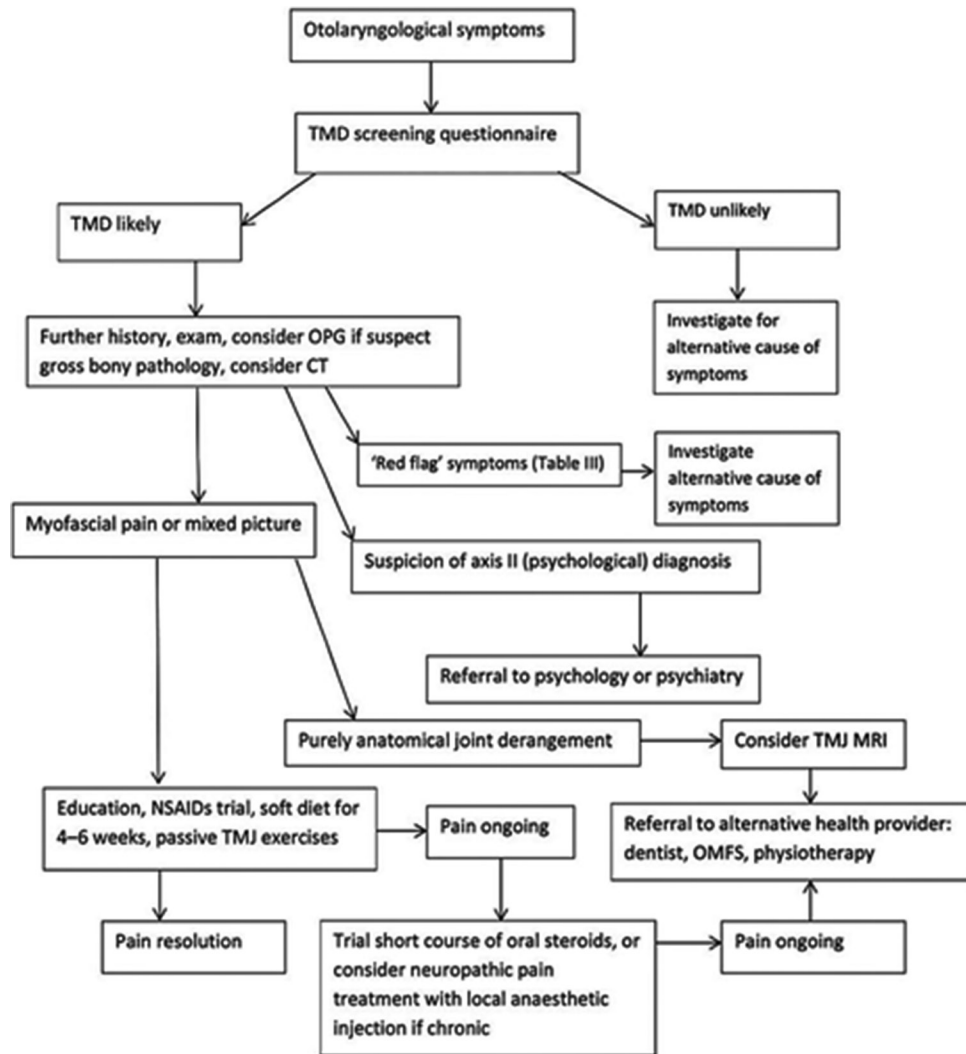 Otolaryngological symptoms
TMD screening questionnaire
TMD likely
TMD unlikely
Further history, exam, consider OPG if suspect
gross bony pathology, consider CT
Investigate for
alternative cause of
symptoms
'Red flag' symptoms (Table III)
Investigate
alternative cause of
symptoms
Myofascial pain or mixed picture
Suspicion of axis II (psychological) diagnosis
Referral to psychology or psychiatry
Purely anatomical joint derangement
Consider TMJ MRI
Education, NSAIDs trial, soft diet for
4–6 weeks, passive TMJ exercises
Pain ongoing
Referral to alternative health provider:
dentist, OMFS, physiotherapy
Pain resolution
Trial short course of oral steroids, or
consider neuropathic pain
treatment with local anaesthetic
injection if chronic
Pain ongoing